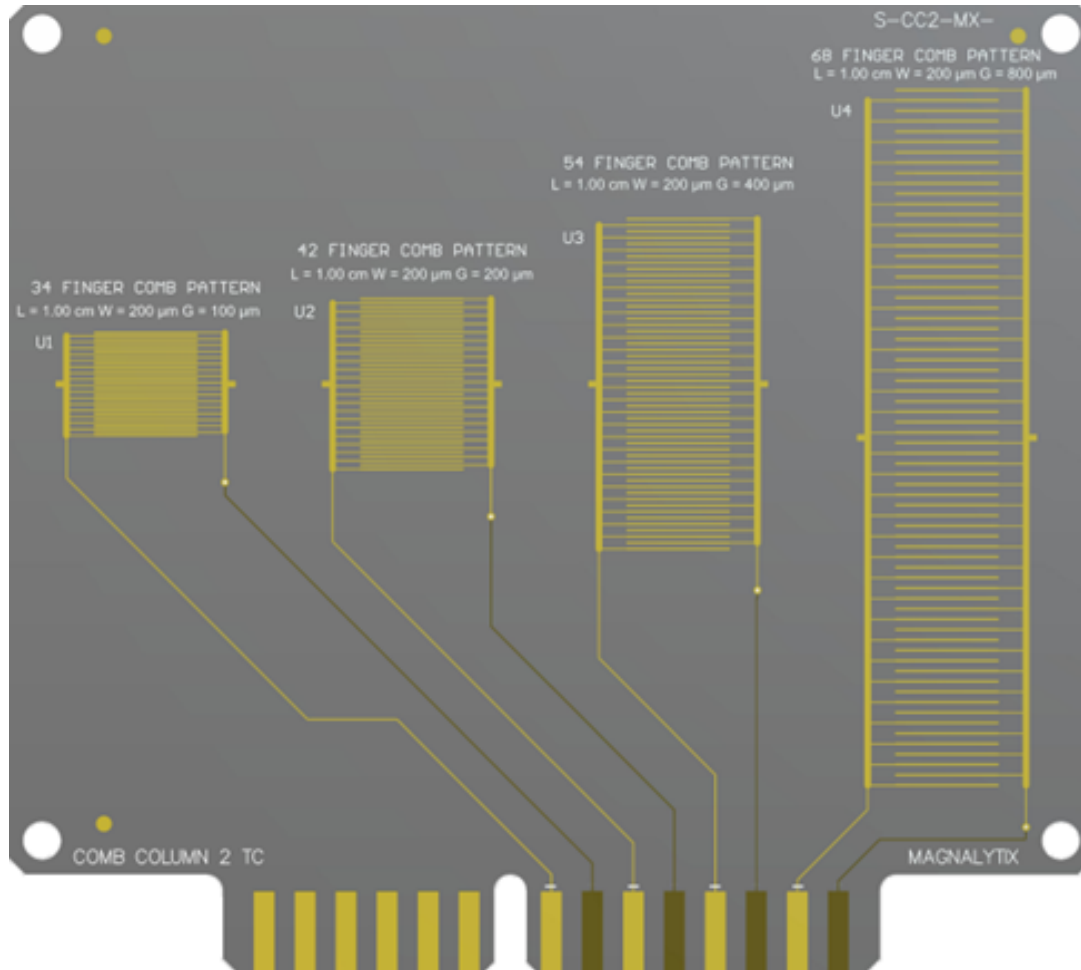 S-CC2-MX-
68 FINGER COMB PATTERN
L = 1.00 cm W = 200 µm G = 800 µm
U4
54 FINGER COMB PATTERN
L = 1.00 cm W = 200 µm G = 400 µm
U3
42 FINGER COMB PATTERN
L = 1.00 cm W = 200 µm G = 200 µm
U2
34 FINGER COMB PATTERN
L = 1.00 cm W = 200 µm G = 100 µm
U1
COMB COLUMN 2 TC
MAGNALYTIX